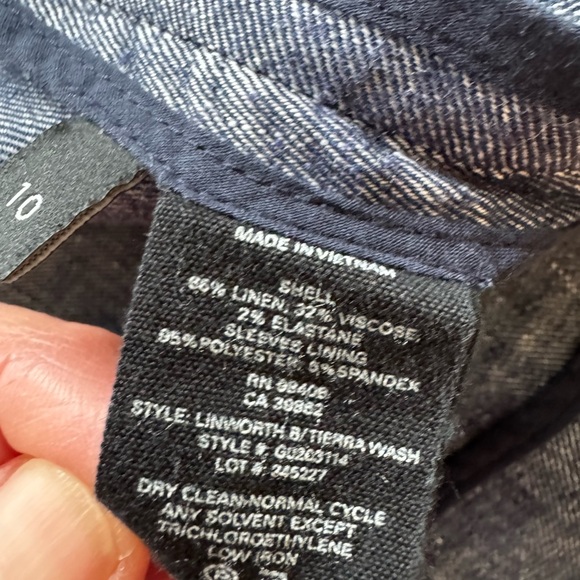 10
MADE IN VIETNAM
SHELL
66% LINEN, 32% VISCOSE
2% ELASTANE
SLEEVES LINING
95% POLYESTER, 5% SPANDEX
RN 98406
CA 39862
STYLE: LINWORTH B/TIERRA WASH
STYLE #: G0203114
LOT #: 345227
DRY CLEAN-NORMAL CYCLE
ANY SOLVENT EXCEPT
TRICHLOROETHYLENE
LOW IRON